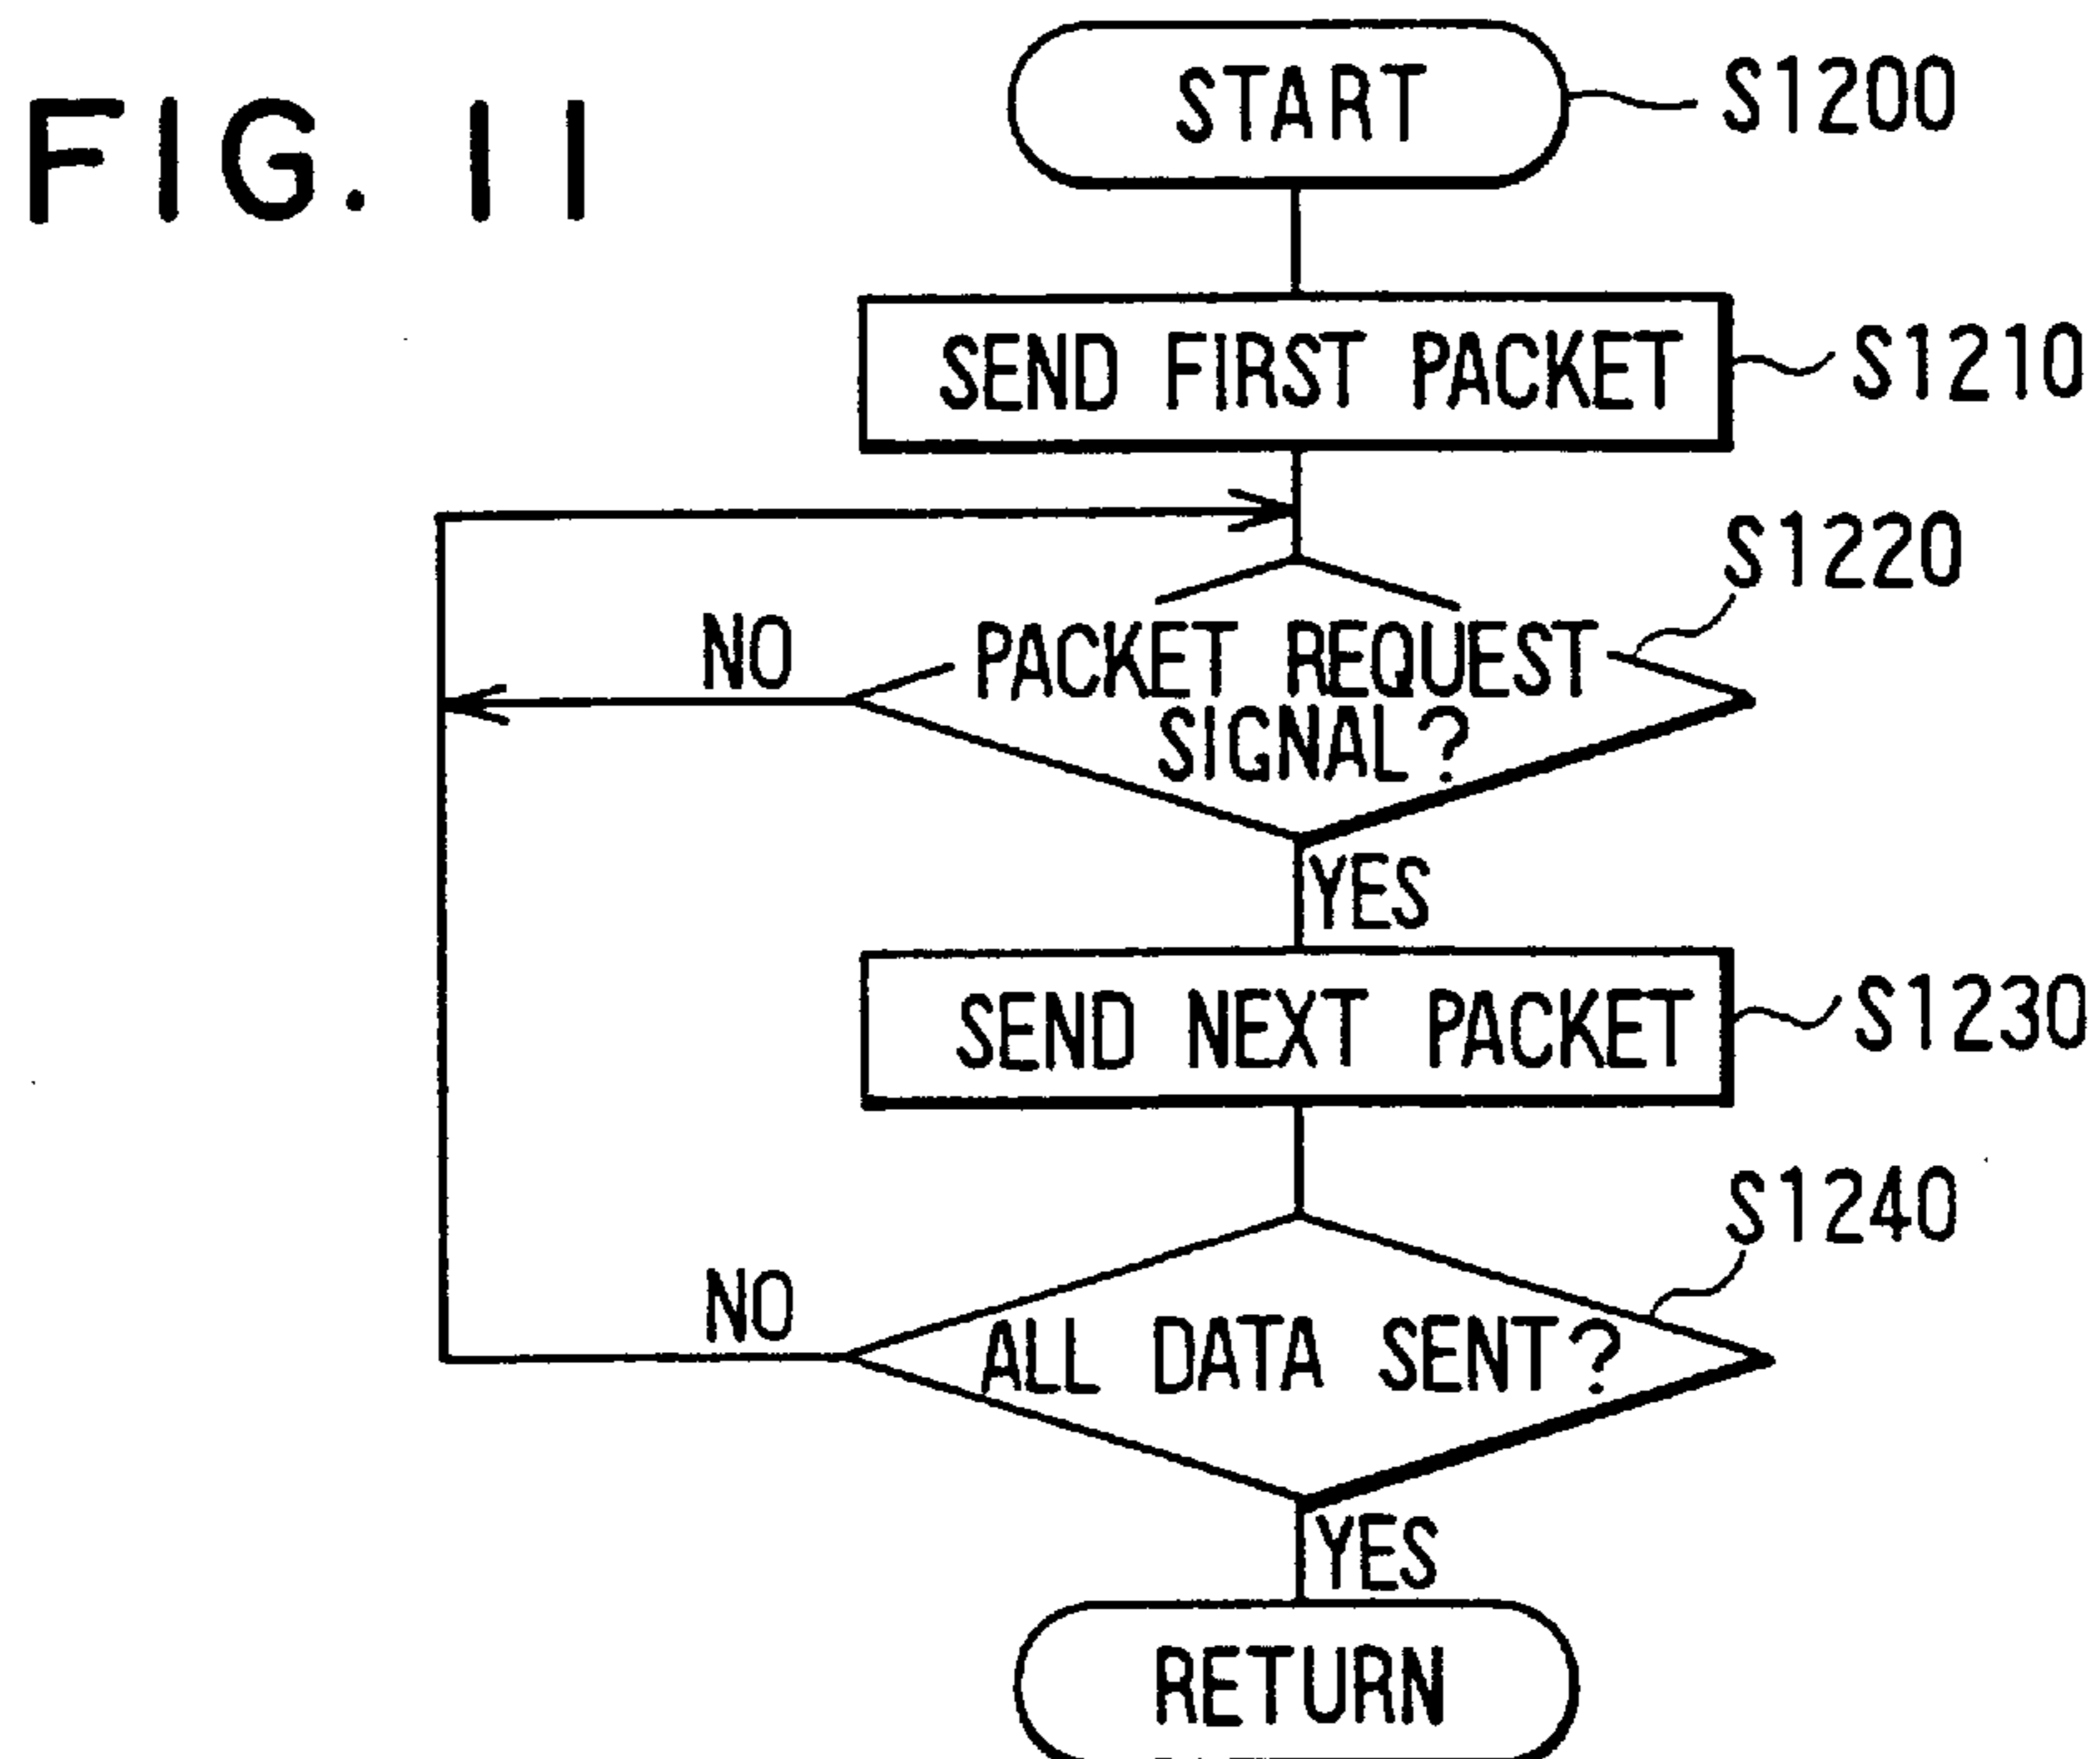 FIG. 11
START
S1200
SEND FIRST PACKET
S1210
S1220
NO
PACKET REQUEST
SIGNAL?
YES
SEND NEXT PACKET
S1230
S1240
NO
ALL DATA SENT?
YES
RETURN